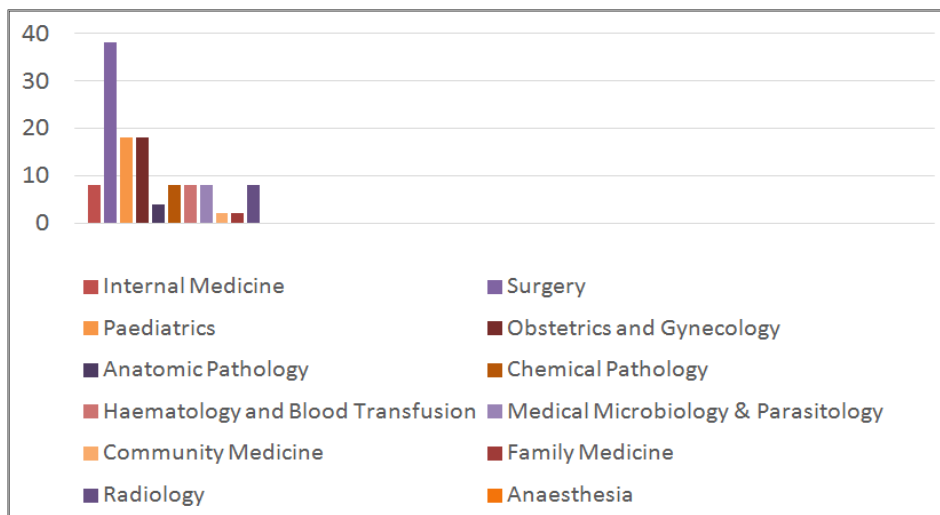 40
30
20
10
0
Internal Medicine
Surgery
Paediatrics
Obstetrics and Gynecology
Anatomic Pathology
Chemical Pathology
Haematology and Blood Transfusion
Medical Microbiology & Parasitology
Community Medicine
Family Medicine
Radiology
Anaesthesia